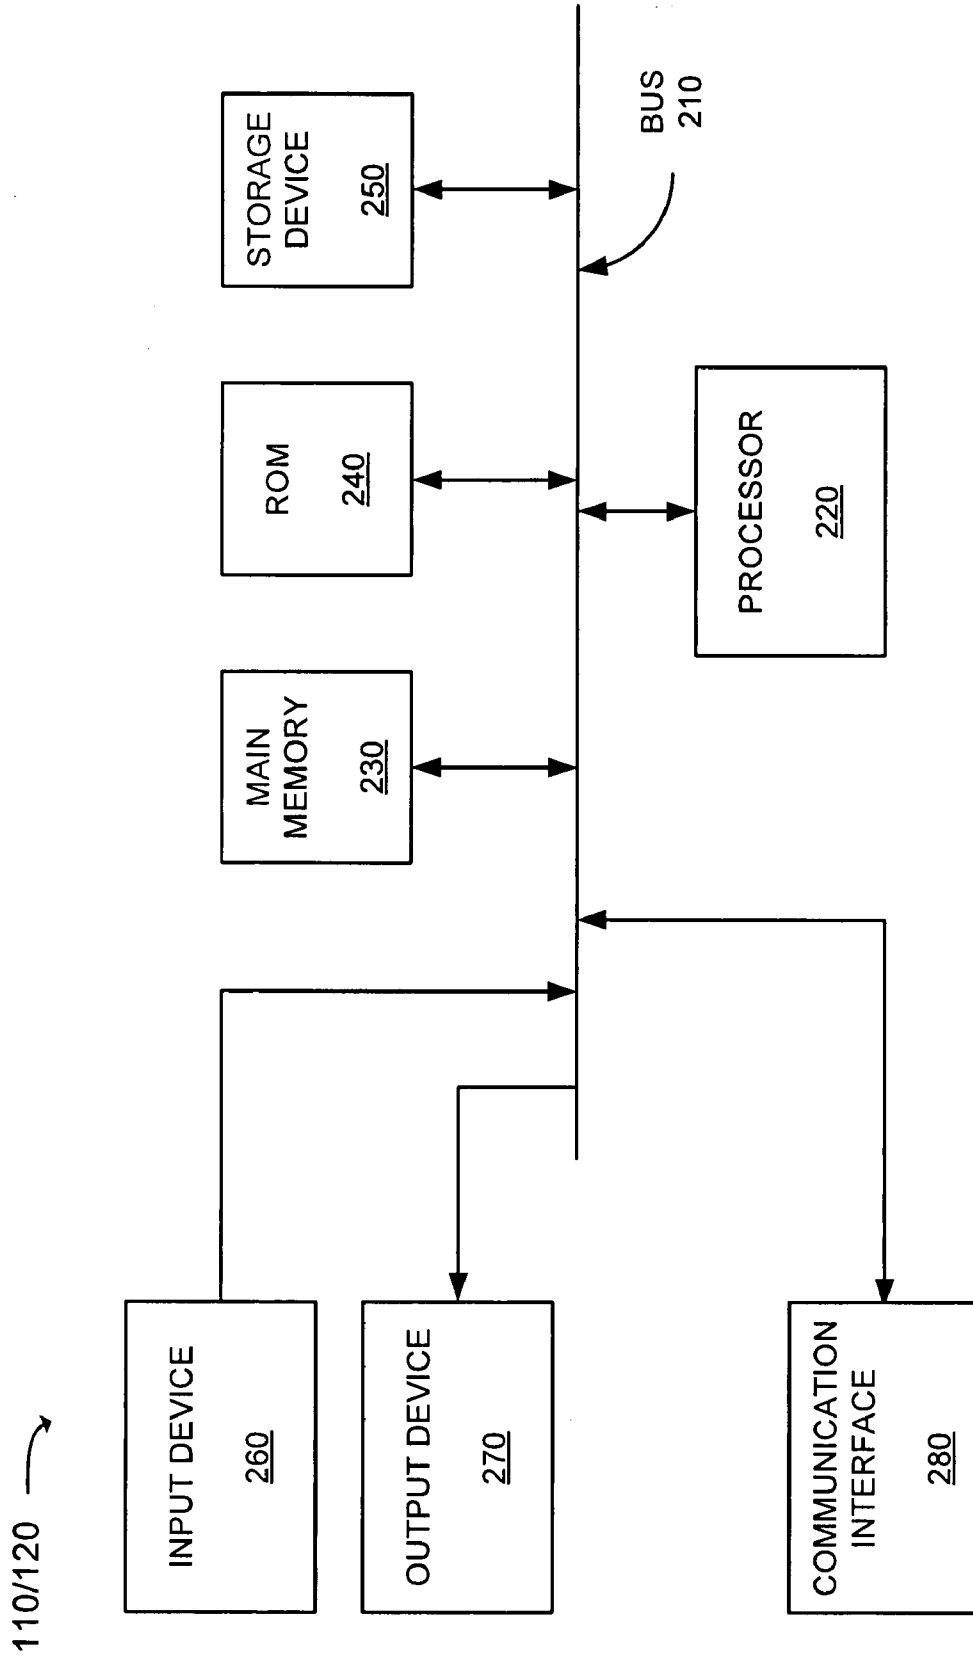 110/120
INPUT DEVICE
260
OUTPUT DEVICE
270
COMMUNICATION
INTERFACE
280
MAIN
MEMORY
230
ROM
240
STORAGE
DEVICE
250
PROCESSOR
220
BUS
210